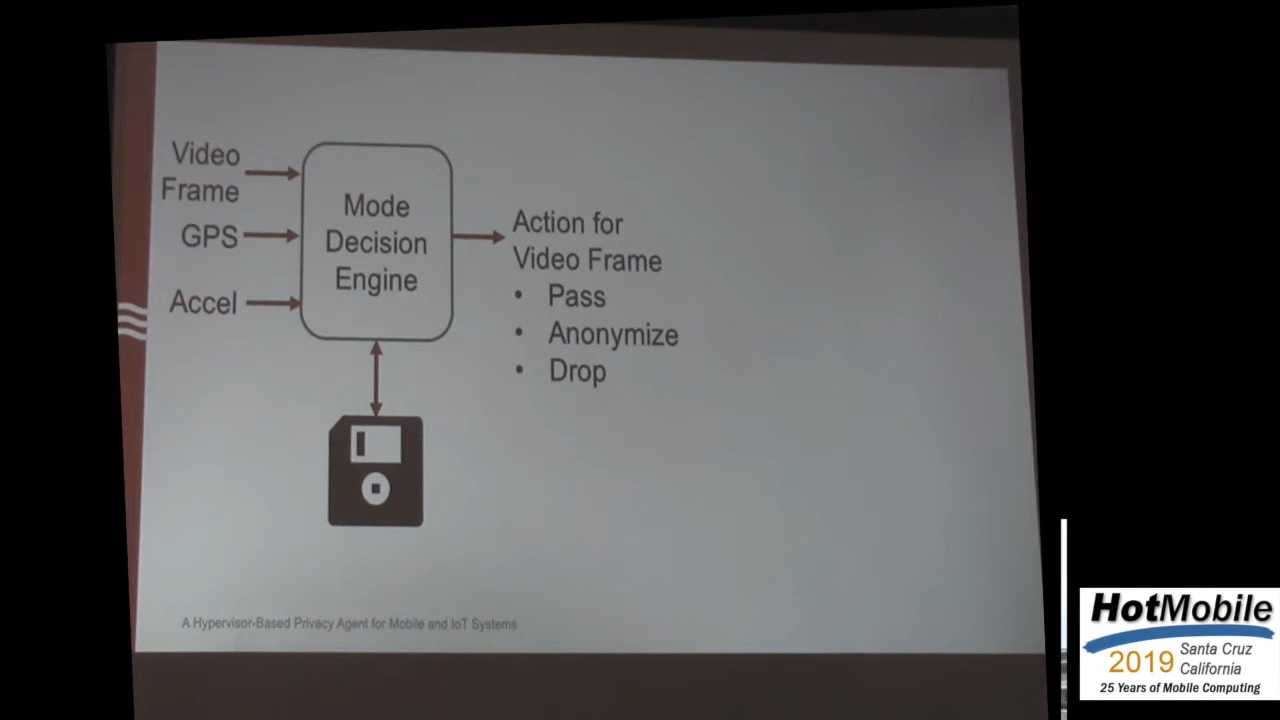 Video
Frame
GPS
Accel
Mode
Decision
Engine
Action for
Video Frame
• Pass
• Anonymize
• Drop
A Hypervisor-Based Privacy Agent for Mobile and IoT Systems
HotMobile
2019 Santa Cruz
California
25 Years of Mobile Computing